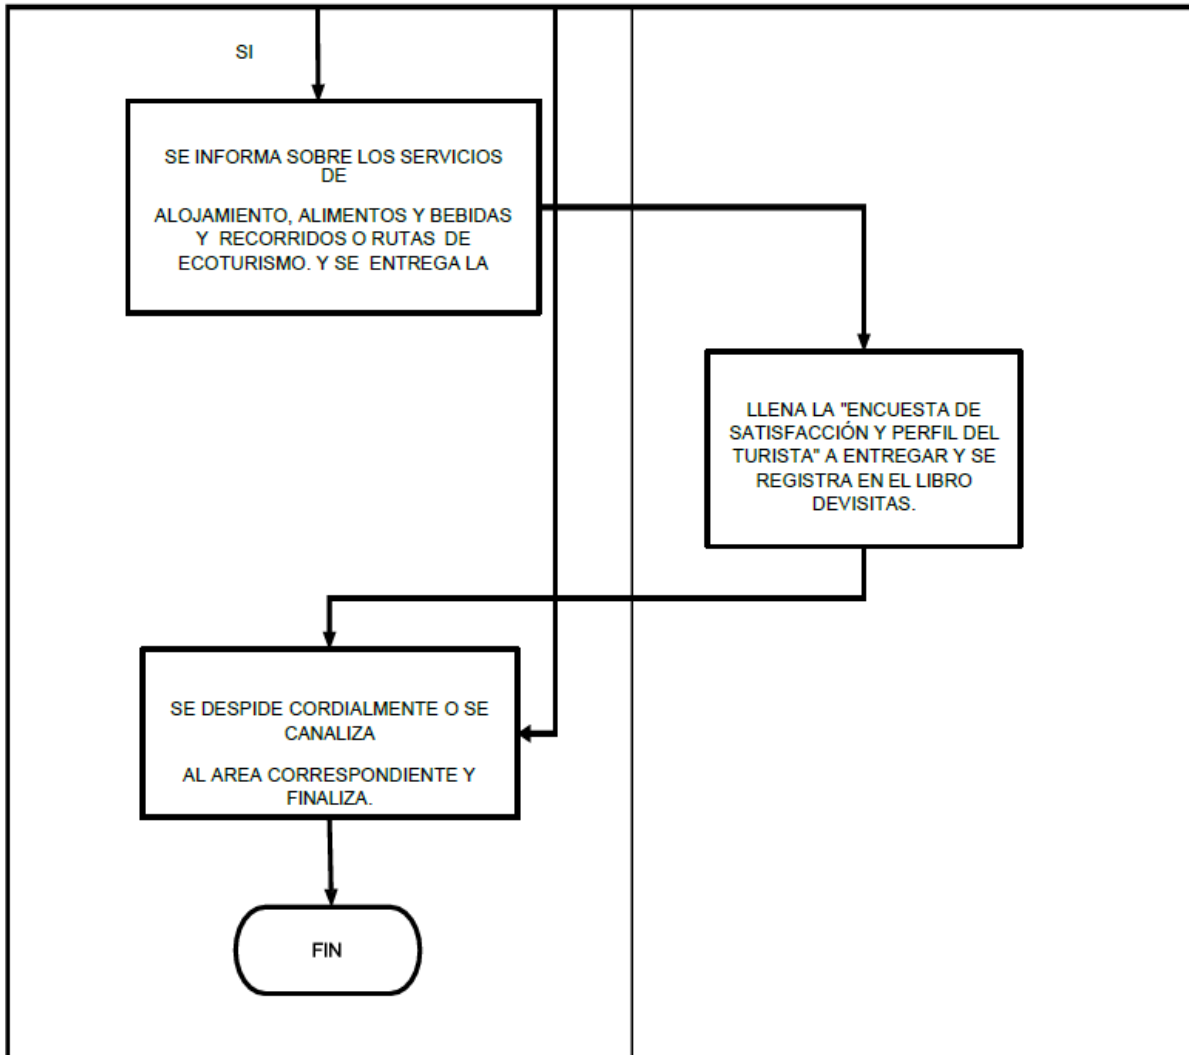 SI
SE INFORMA SOBRE LOS SERVICIOS
DE
ALOJAMIENTO, ALIMENTOS Y BEBIDAS
Y RECORRIDOS O RUTAS DE
ECOTURISMO. Y SE ENTREGA LA
LLENA LA "ENCUESTA DE
SATISFACCIÓN Y PERFIL DEL
TURISTA" A ENTREGAR Y SE
REGISTRA EN EL LIBRO
DEVISITAS.
SE DESPIDE CORDIALMENTE O SE
CANALIZA
AL AREA CORRESPONDIENTE Y
FINALIZA.
FIN